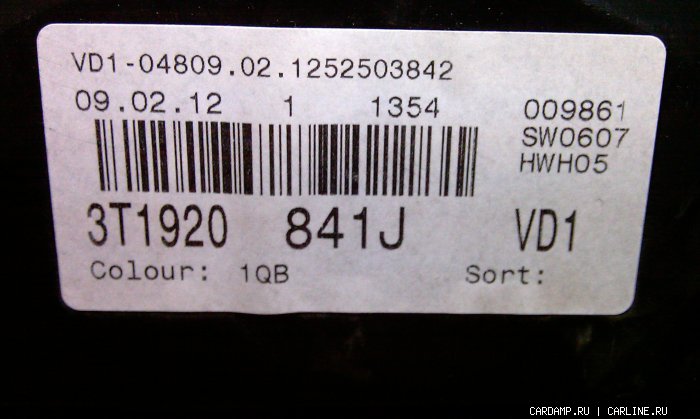 VD1-04809.02.1252503842
09.02.12 1 1354 009861
SW0607
HWH05
3T1920 841J VD1
Colour: 1QB Sort:
CARDAMP.RU | CARLINE.RU